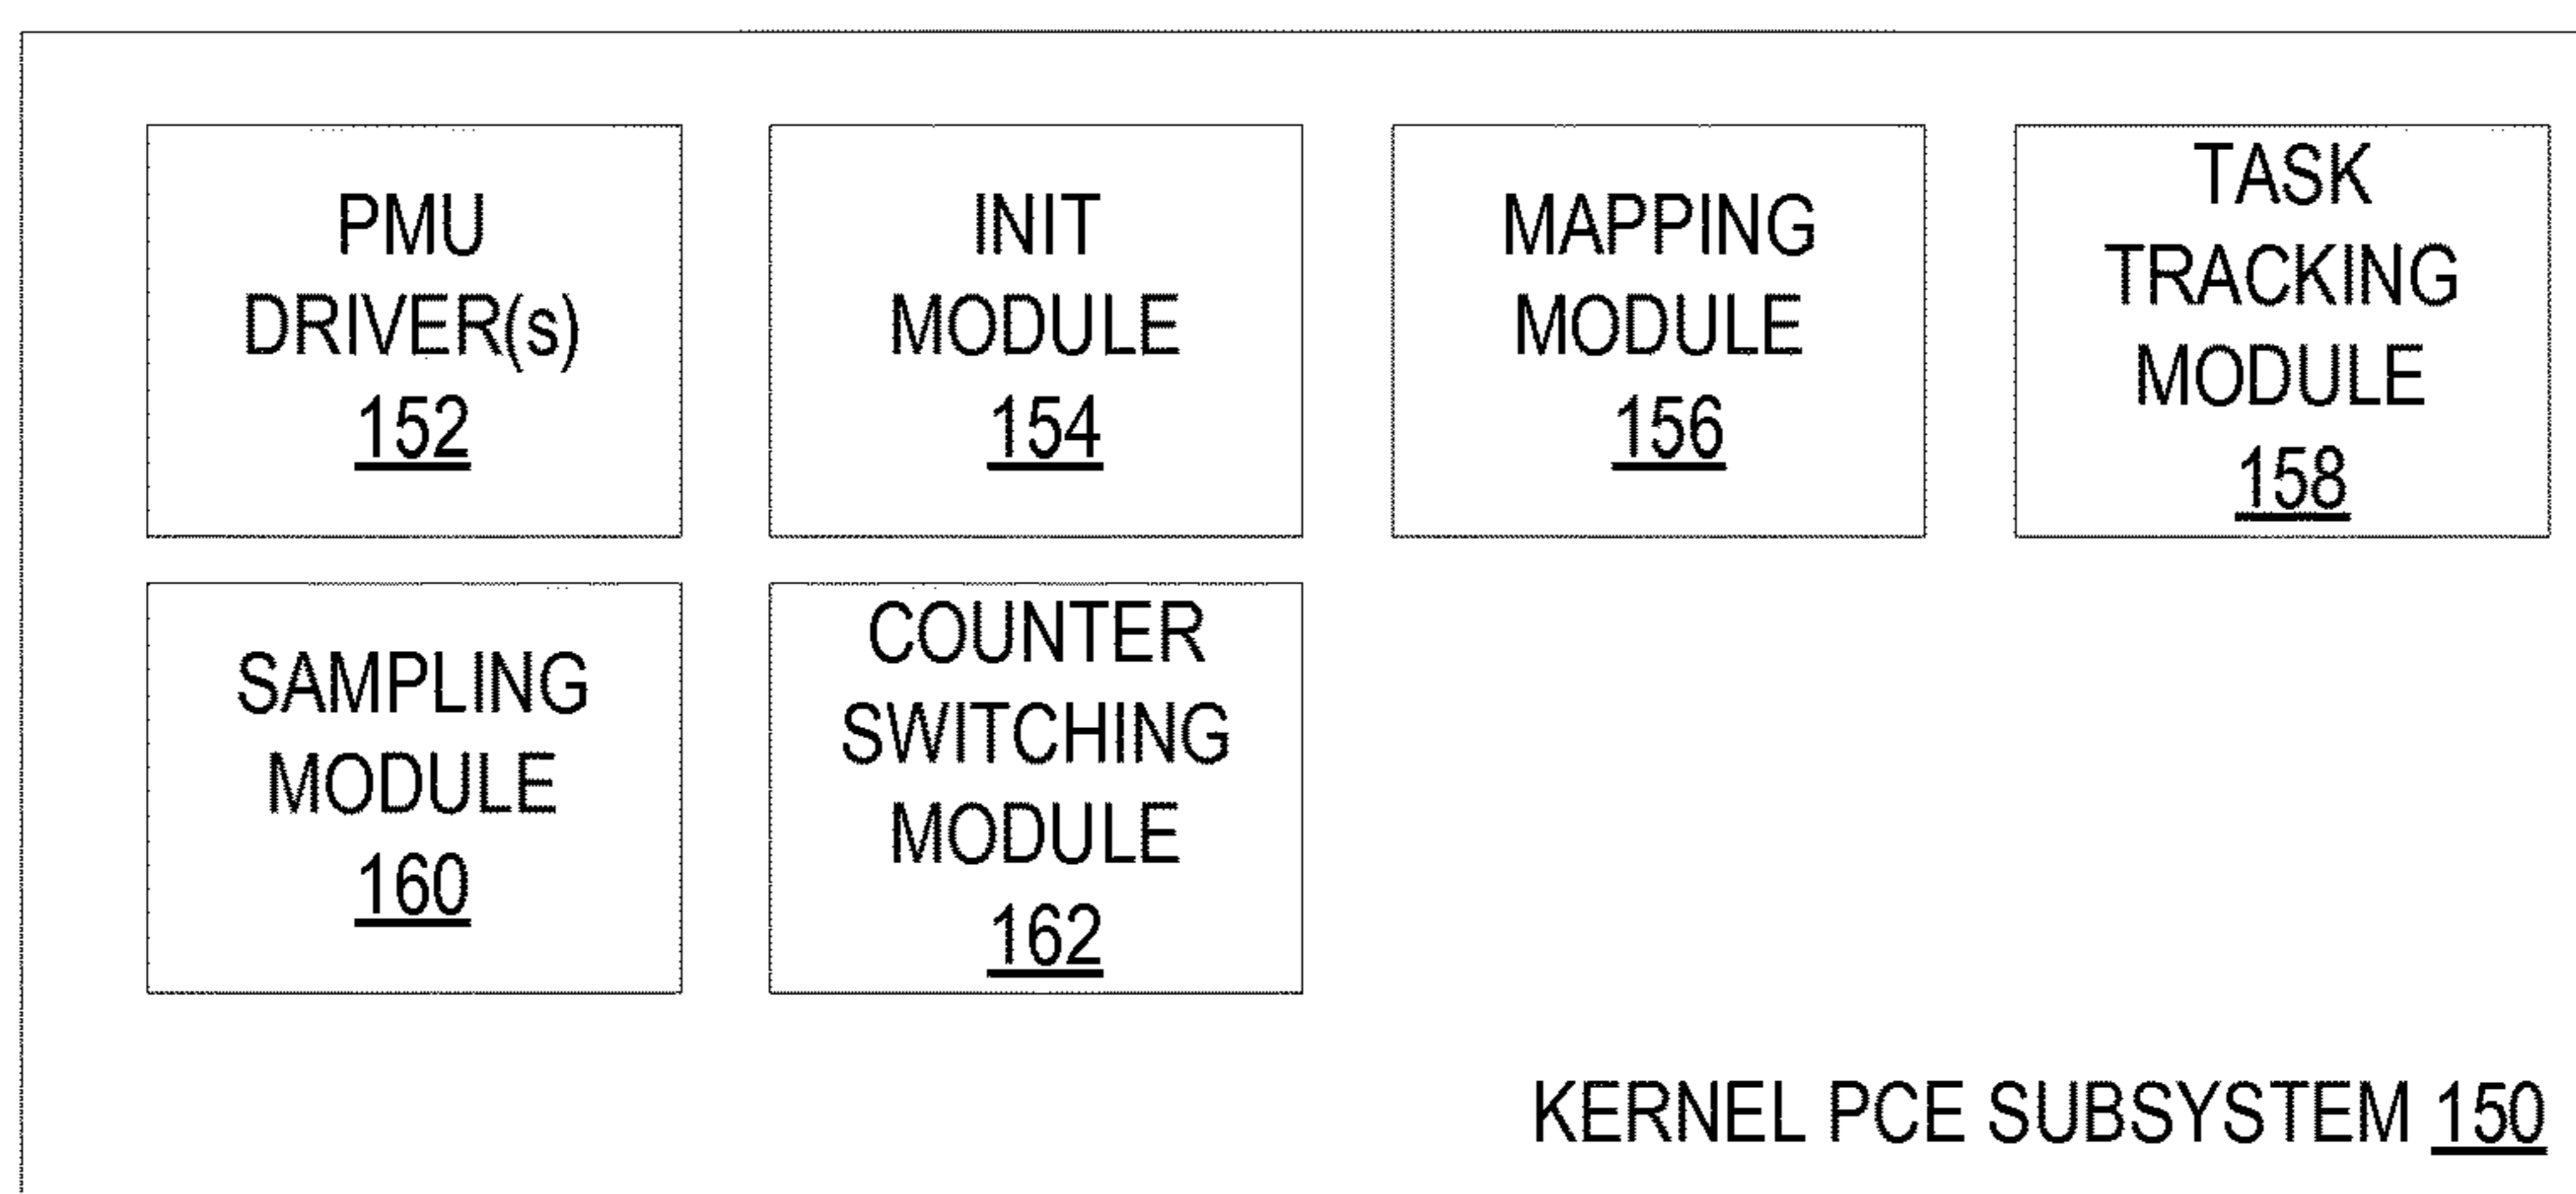 PMU
DRIVER(s)
152
INIT
MODULE
154
MAPPING
MODULE
156
TASK
TRACKING
MODULE
158
SAMPLING
MODULE
160
COUNTER
SWITCHING
MODULE
162
KERNEL PCE SUBSYSTEM 150